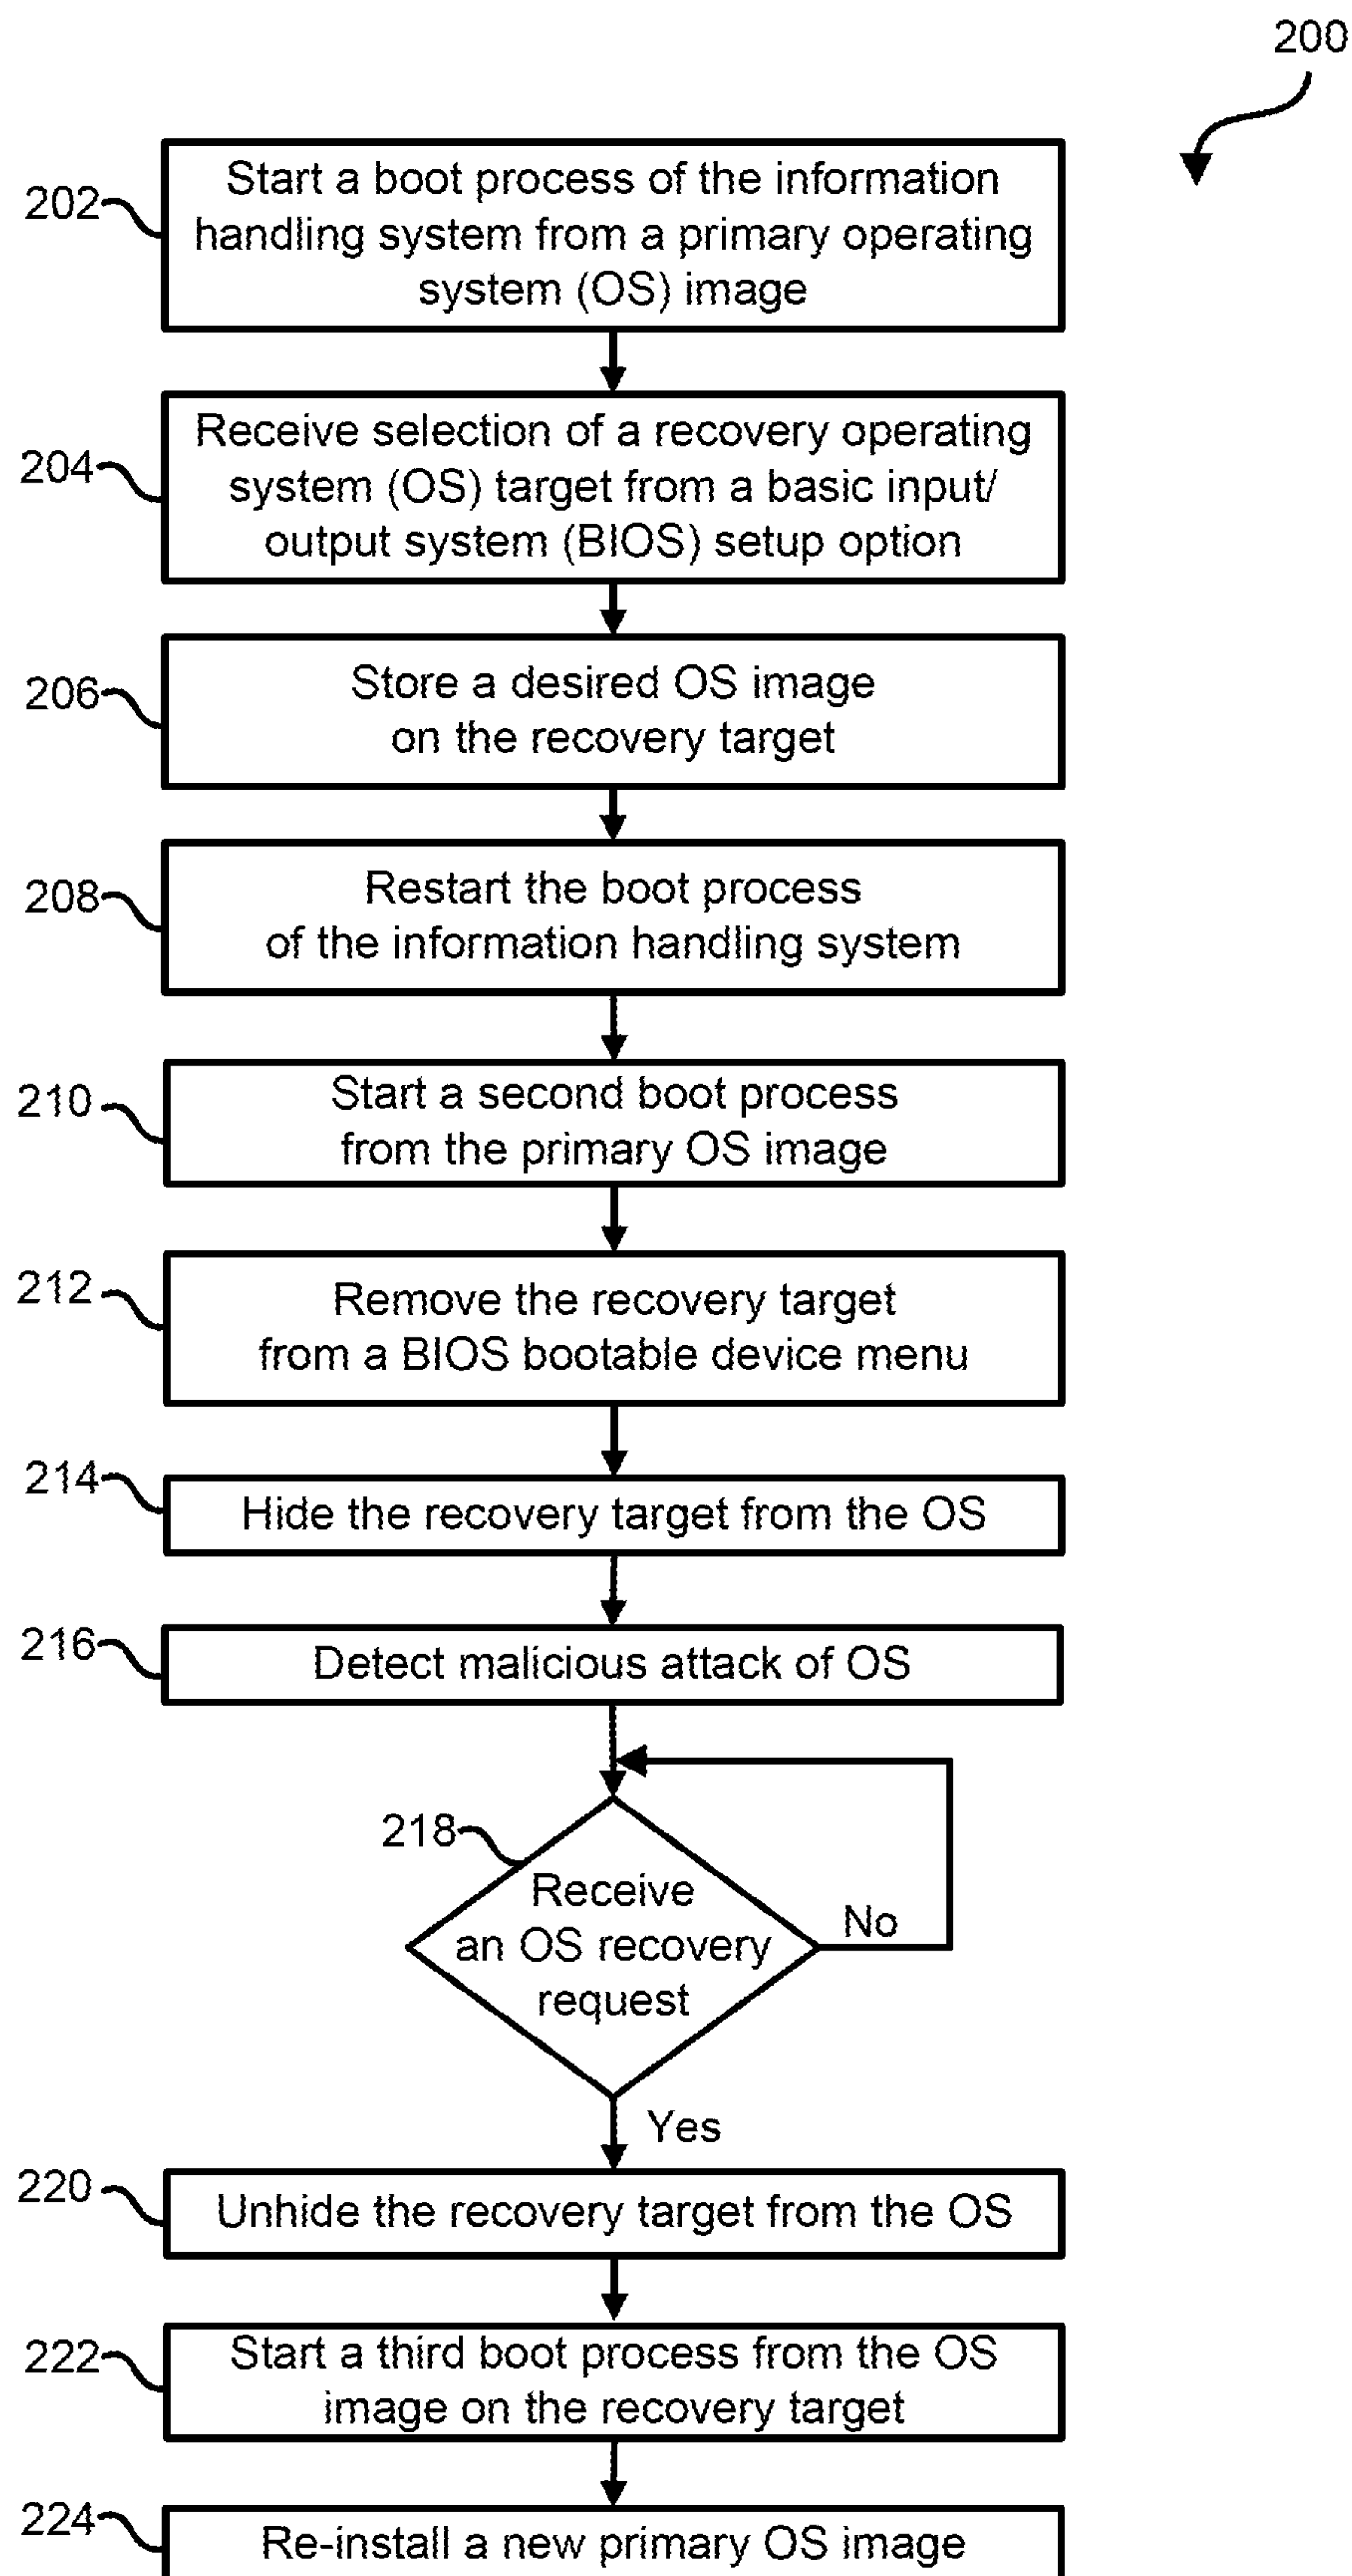 200
202
Start a boot process of the information
handling system from a primary operating
system (OS) image
204
Receive selection of a recovery operating
system (OS) target from a basic input/
output system (BIOS) setup option
206
Store a desired OS image
on the recovery target
208
Restart the boot process
of the information handling system
210
Start a second boot process
from the primary OS image
212
Remove the recovery target
from a BIOS bootable device menu
214
Hide the recovery target from the OS
216
Detect malicious attack of OS
218
Receive
an OS recovery
request
No
Yes
220
Unhide the recovery target from the OS
222
Start a third boot process from the OS
image on the recovery target
224
Re-install a new primary OS image